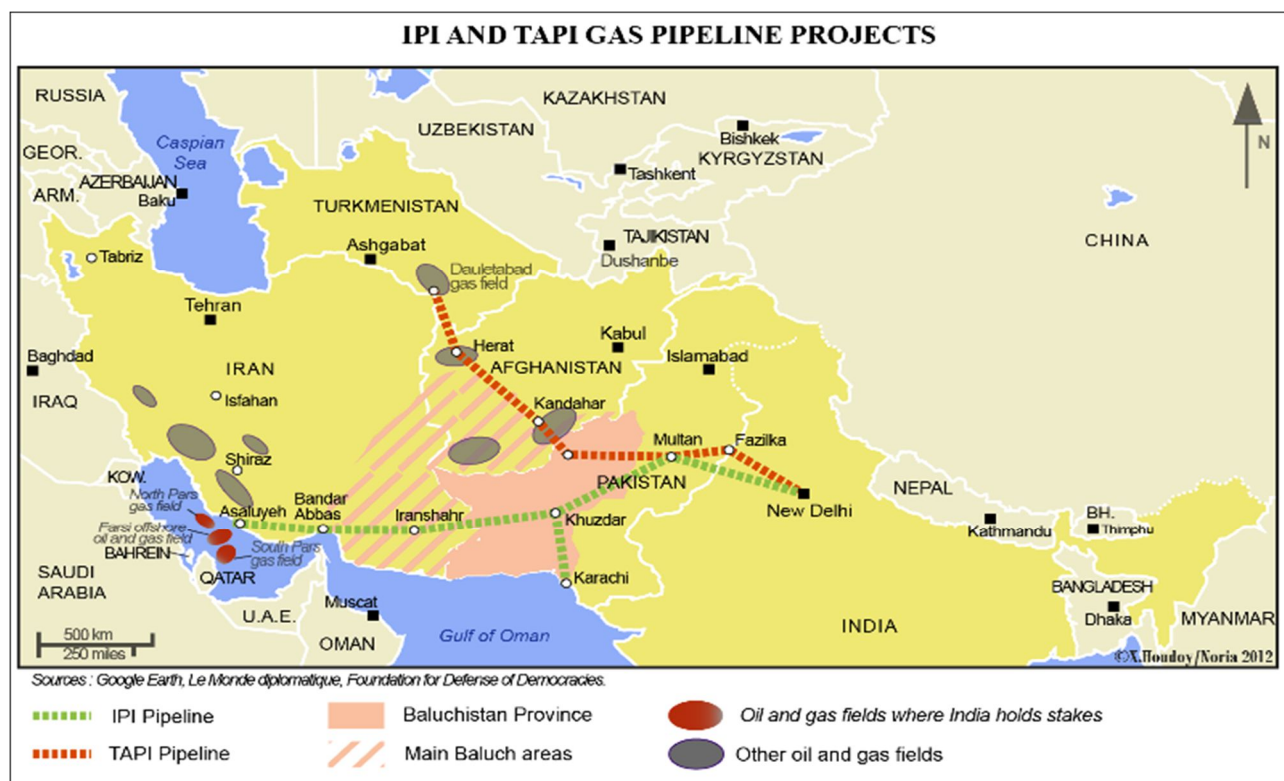 IPI AND TAPI GAS PIPELINE PROJECTS
RUSSIA
KAZAKHSTAN
UZBEKISTAN
Bishkek
KYRGYZSTAN
N
Caspian
Sea
GEOR.
AZERBAIJAN
Baku
ARM.
Tashkent
TURKMENISTAN
TAJIKISTAN
Dushanbe
CHINA
Tabriz
Ashgabat
Dauletabad
gas field
Tehran
Herat
Kabul
Islamabad
AFGHANISTAN
Baghdad
IRAN
IRAQ
Isfahan
Kandahar
Multan
Fazilka
Shiraz
KOW.
PAKISTAN
New Delhi
NEPAL
North Pars
gas field
Asaluyeh
Bandar
Abbas
Iranshahr
Khuzdar
Kathmandu
BH.
Thimphu
Farsi offshore
oil and gas field
South Pars
gas field
BAHREIN
QATAR
Karachi
SAUDI
ARABIA
U.A.E.
Muscat
OMAN
Gulf of Oman
INDIA
BANGLADESH
Dhaka
MYANMAR
500 km
250 miles
©X.Houdoy/Noria 2012
Sources : Google Earth, Le Monde diplomatique, Foundation for Defense of Democracies.
IPI Pipeline
Baluchistan Province
Oil and gas fields where India holds stakes
TAPI Pipeline
Main Baluch areas
Other oil and gas fields